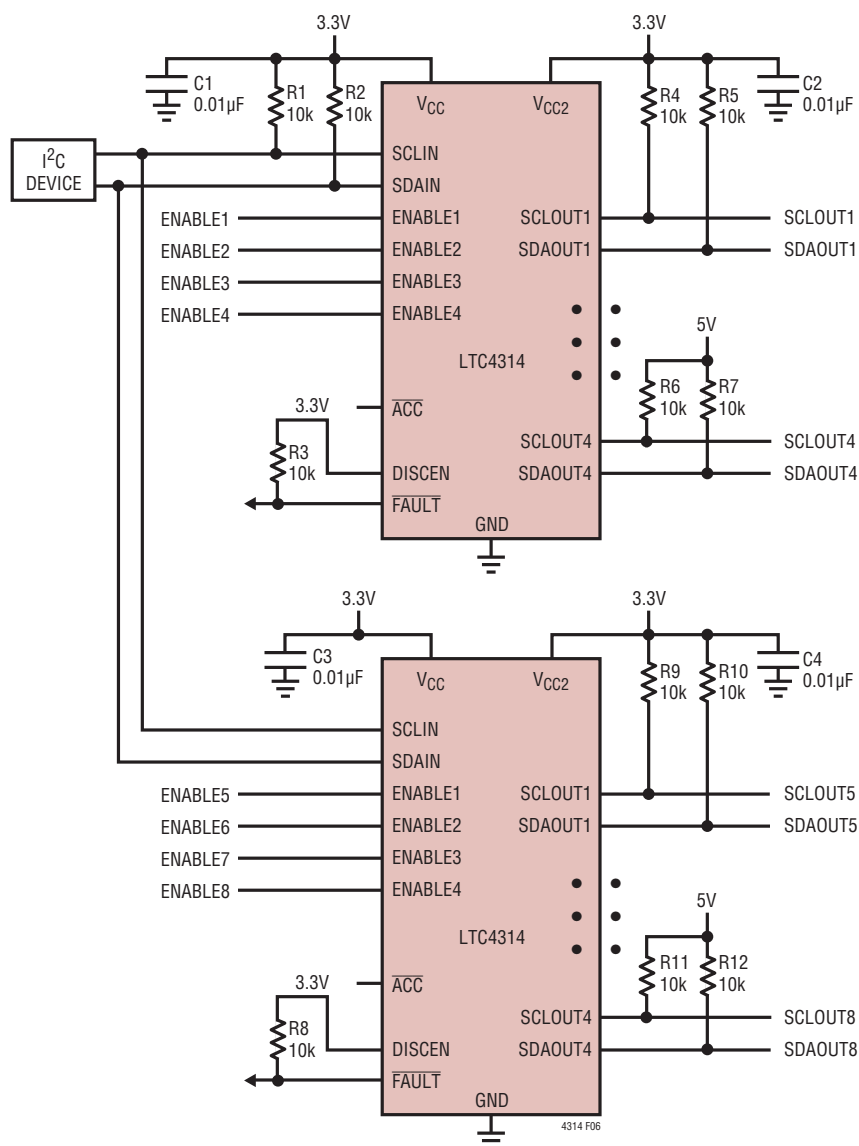 3.3V
3.3V
C1
0.01µF
R1
10k
R2
10k
VCC
VCC2
R4
10k
R5
10k
C2
0.01µF
I2C
DEVICE
SCLIN
SDAIN
ENABLE1
ENABLE1
SCLOUT1
SCLOUT1
ENABLE2
ENABLE2
SDAOUT1
SDAOUT1
ENABLE3
ENABLE3
ENABLE4
ENABLE4
5V
LTC4314
R6
10k
R7
10k
3.3V
ACC
R3
10k
SCLOUT4
SCLOUT4
DISCEN
SDAOUT4
SDAOUT4
FAULT
GND
3.3V
3.3V
C3
0.01µF
VCC
VCC2
R9
10k
R10
10k
C4
0.01µF
SCLIN
SDAIN
ENABLE5
ENABLE1
SCLOUT1
SCLOUT5
ENABLE6
ENABLE2
SDAOUT1
SDAOUT5
ENABLE7
ENABLE3
ENABLE8
ENABLE4
5V
LTC4314
R11
10k
R12
10k
3.3V
ACC
R8
10k
SCLOUT4
SCLOUT8
DISCEN
SDAOUT4
SDAOUT8
FAULT
GND
4314 F06